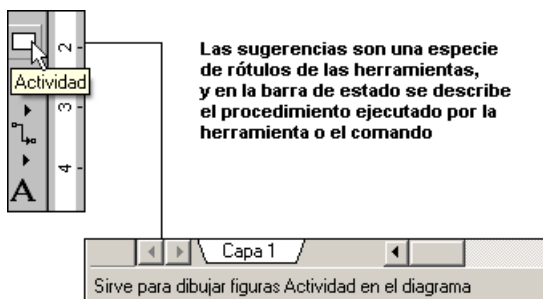 2
Actividad
3
4
A
Las sugerencias son una especie
de rótulos de las herramientas,
y en la barra de estado se describe
el procedimiento ejecutado por la
herramienta o el comando
Capa 1
Sirve para dibujar figuras Actividad en el diagrama